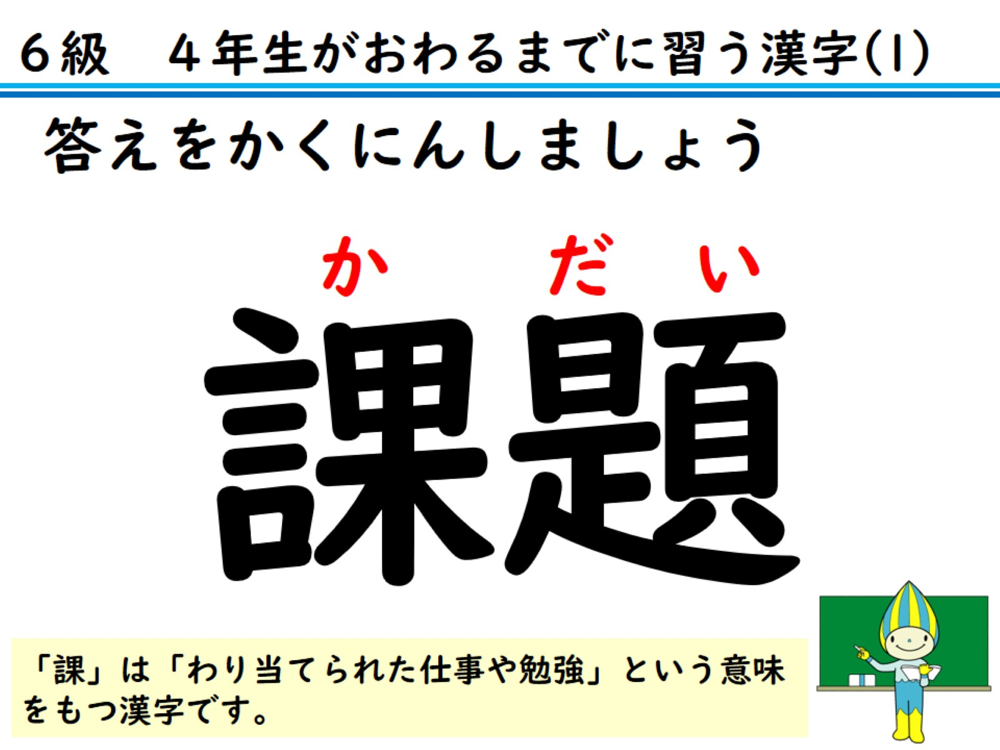 ６級　４年生がおわるまでに習う漢字(1)
答えをかくにんしましょう
か だい
課題
「課」は「わり当てられた仕事や勉強」という意味
をもつ漢字です。